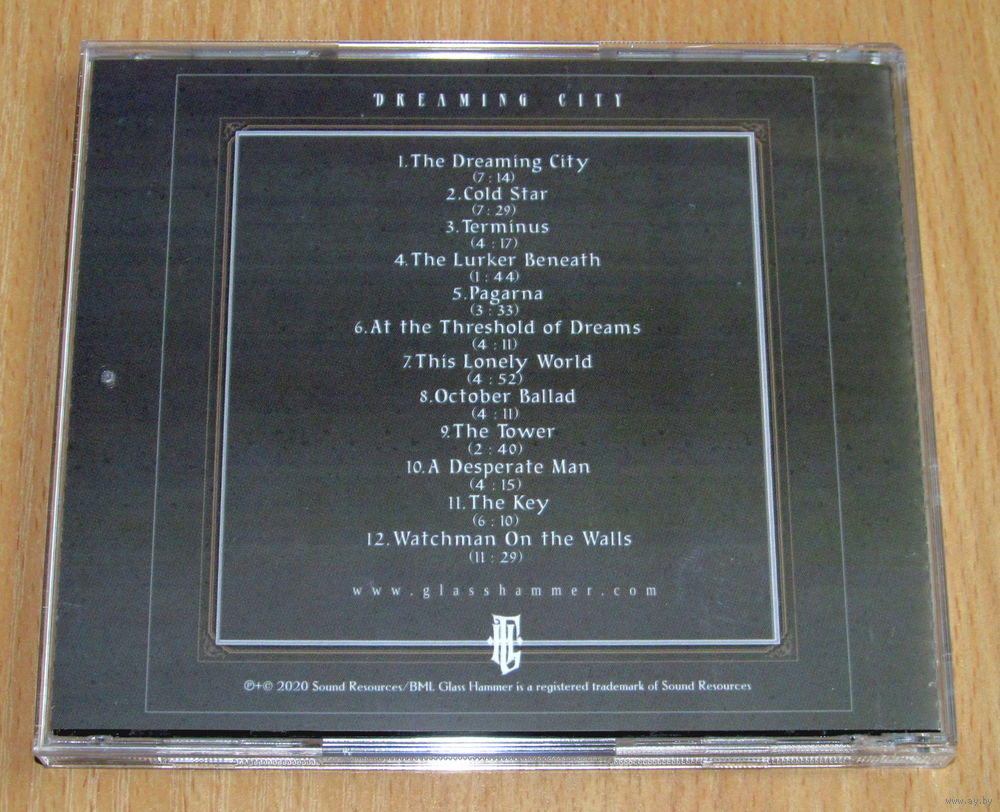 DREAMING CITY
1.The Dreaming City
(7 : 14)
2.Cold Star
(7 : 29)
3.Terminus
(4 : 17)
4.The Lurker Beneath
(1 : 44)
5.Pagarna
(3 : 33)
6.At the Threshold of Dreams
(4 : 11)
7.This Lonely World
(4 : 52)
8.October Ballad
(4 : 11)
9.The Tower
(2 : 40)
10.A Desperate Man
(4 : 15)
11.The Key
(6 : 10)
12.Watchman On the Walls
(11 : 29)
www.glasshammer.com
℗+© 2020 Sound Resources/BML Glass Hammer is a registered trademark of Sound Resources
www.ay.by